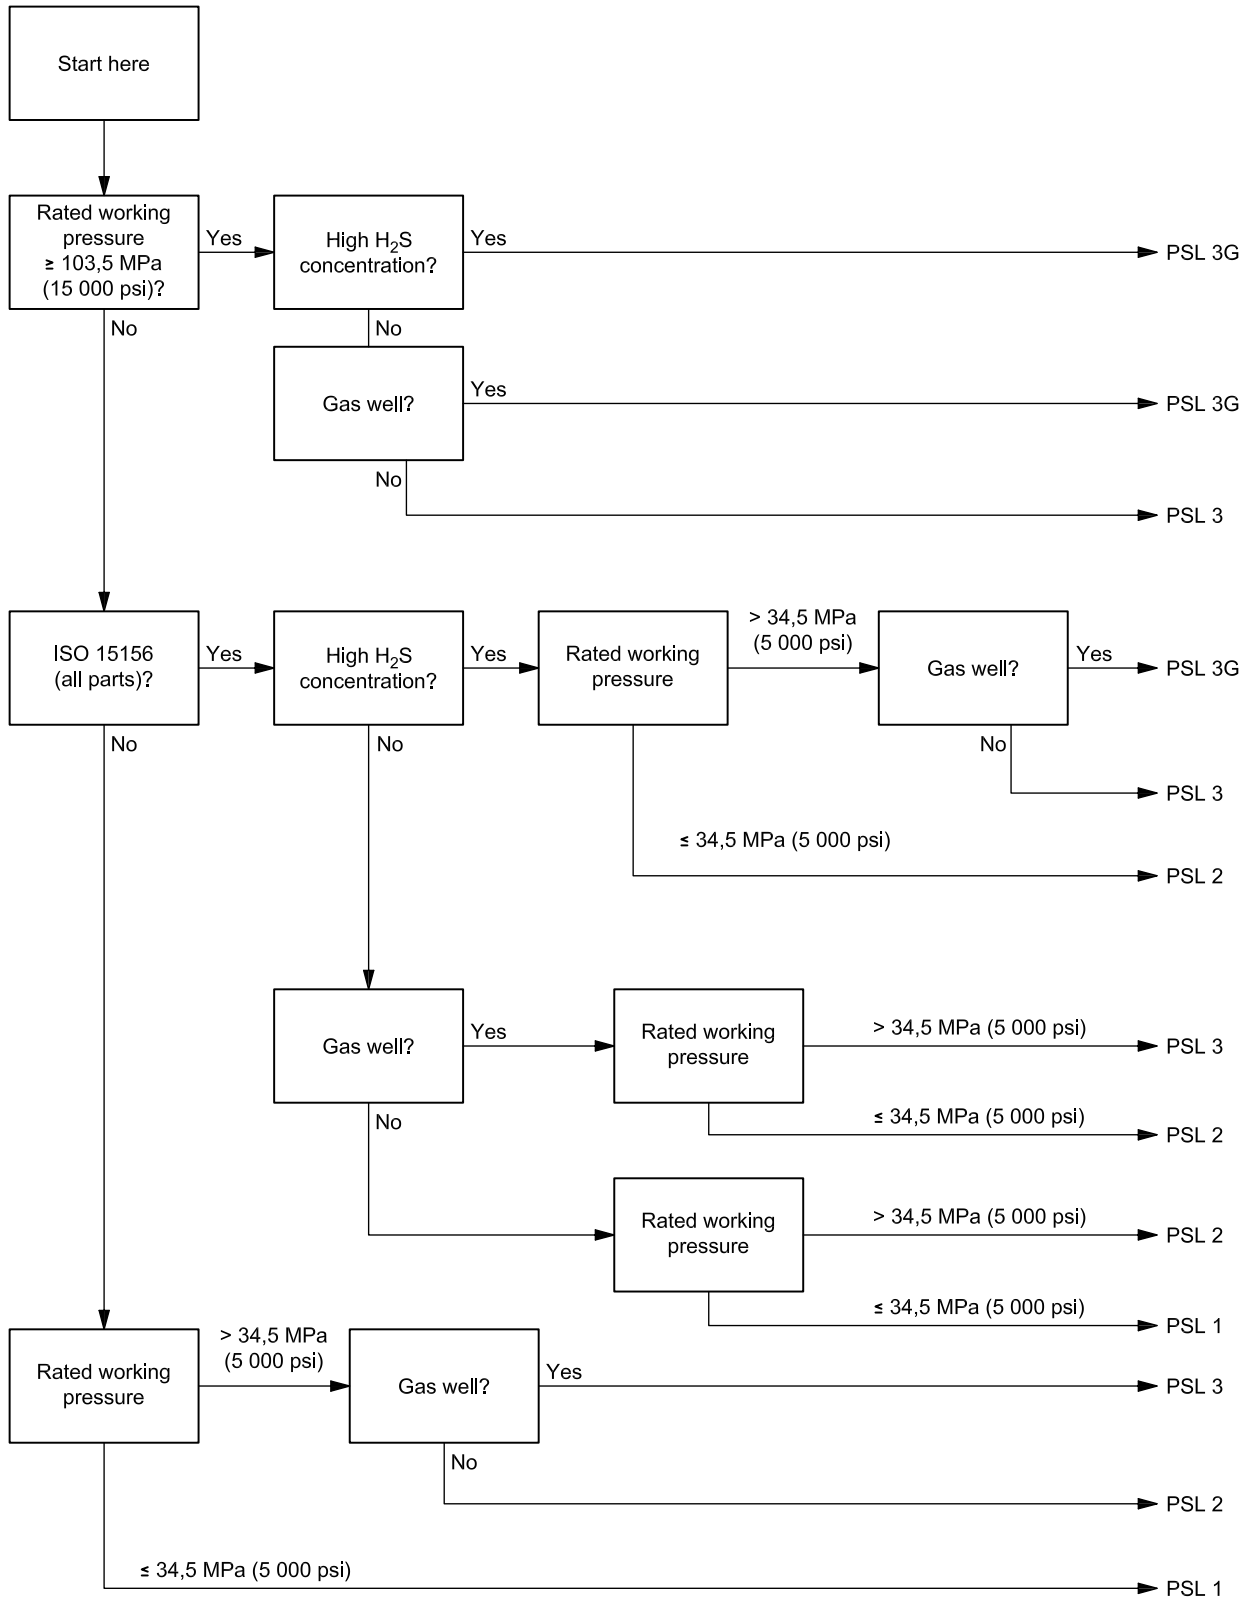 Start here
Rated working
pressure
≥ 103,5 MPa
(15 000 psi)?
Yes
High H₂S
concentration?
Yes
PSL 3G
No
No
Gas well?
Yes
PSL 3G
No
PSL 3
ISO 15156
(all parts)?
Yes
High H₂S
concentration?
Yes
Rated working
pressure
> 34,5 MPa
(5 000 psi)
Gas well?
Yes
PSL 3G
No
No
No
PSL 3
≤ 34,5 MPa (5 000 psi)
PSL 2
Gas well?
Yes
Rated working
pressure
> 34,5 MPa (5 000 psi)
PSL 3
No
≤ 34,5 MPa (5 000 psi)
PSL 2
Rated working
pressure
> 34,5 MPa (5 000 psi)
PSL 2
≤ 34,5 MPa (5 000 psi)
PSL 1
Rated working
pressure
> 34,5 MPa
(5 000 psi)
Gas well?
Yes
PSL 3
No
PSL 2
≤ 34,5 MPa (5 000 psi)
PSL 1